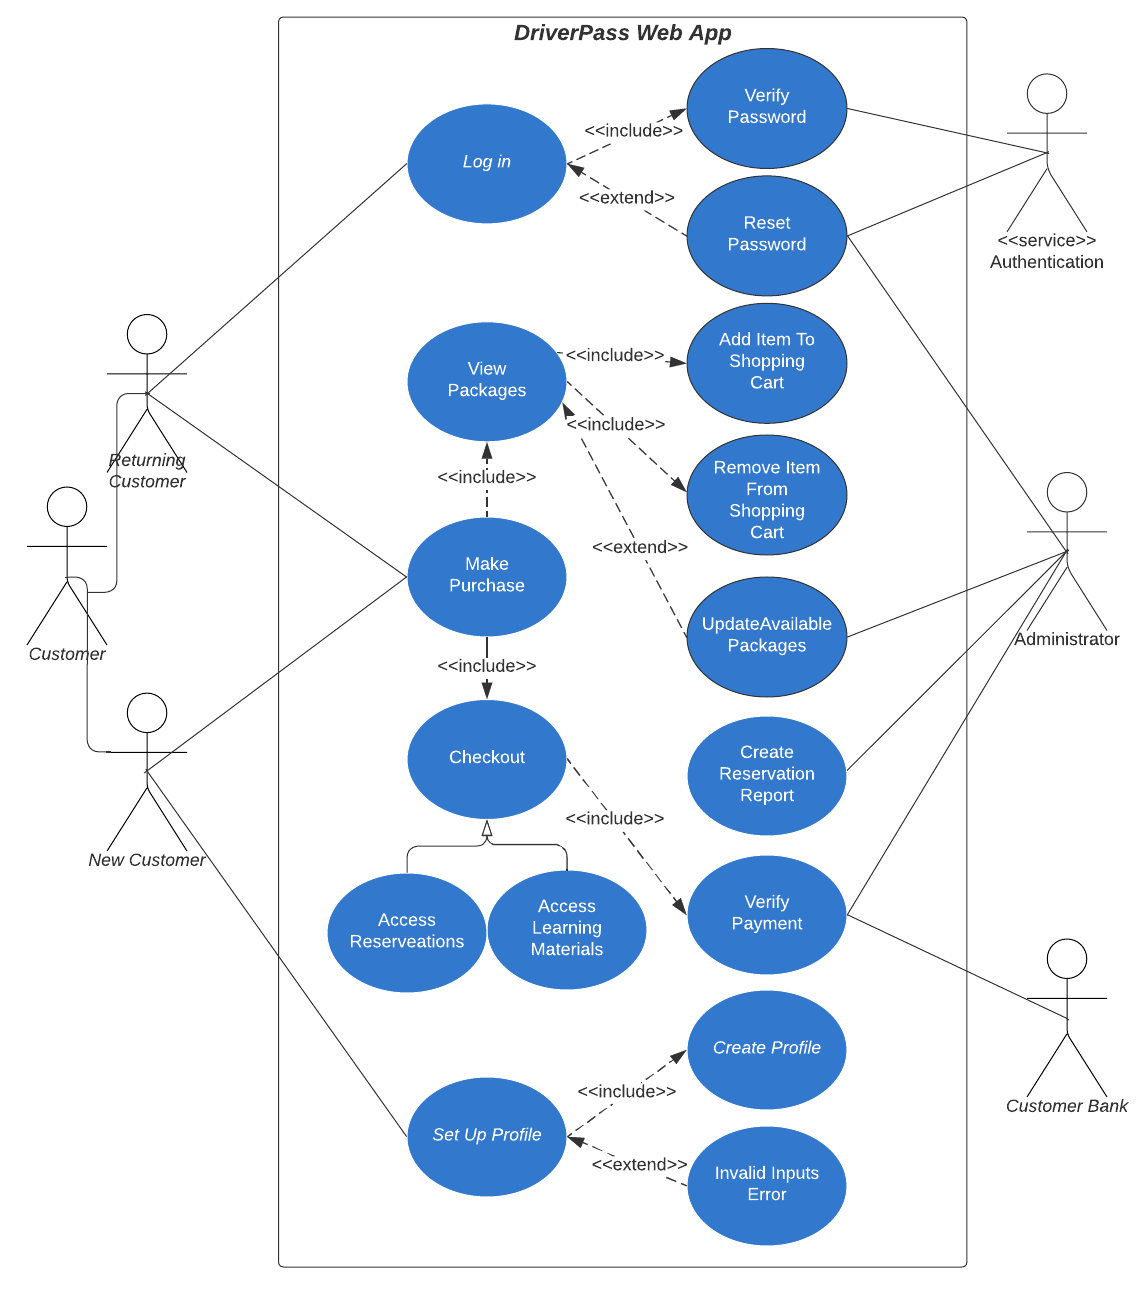 DriverPass Web App
Verify
Password
<<include>>
Log in
<<extend>>
Reset
Password
<<service>>
Authentication
View
Packages
<<include>>
Add Item To
Shopping
Cart
<<include>>
Returning
Customer
<<include>>
Remove Item
From
Shopping
Cart
<<extend>>
Make
Purchase
Customer
UpdateAvailable
Packages
Administrator
<<include>>
Checkout
Create
Reservation
Report
<<include>>
New Customer
Access
Reserveations
Access
Learning
Materials
Verify
Payment
Create Profile
<<include>>
Customer Bank
Set Up Profile
<<extend>>
Invalid Inputs
Error